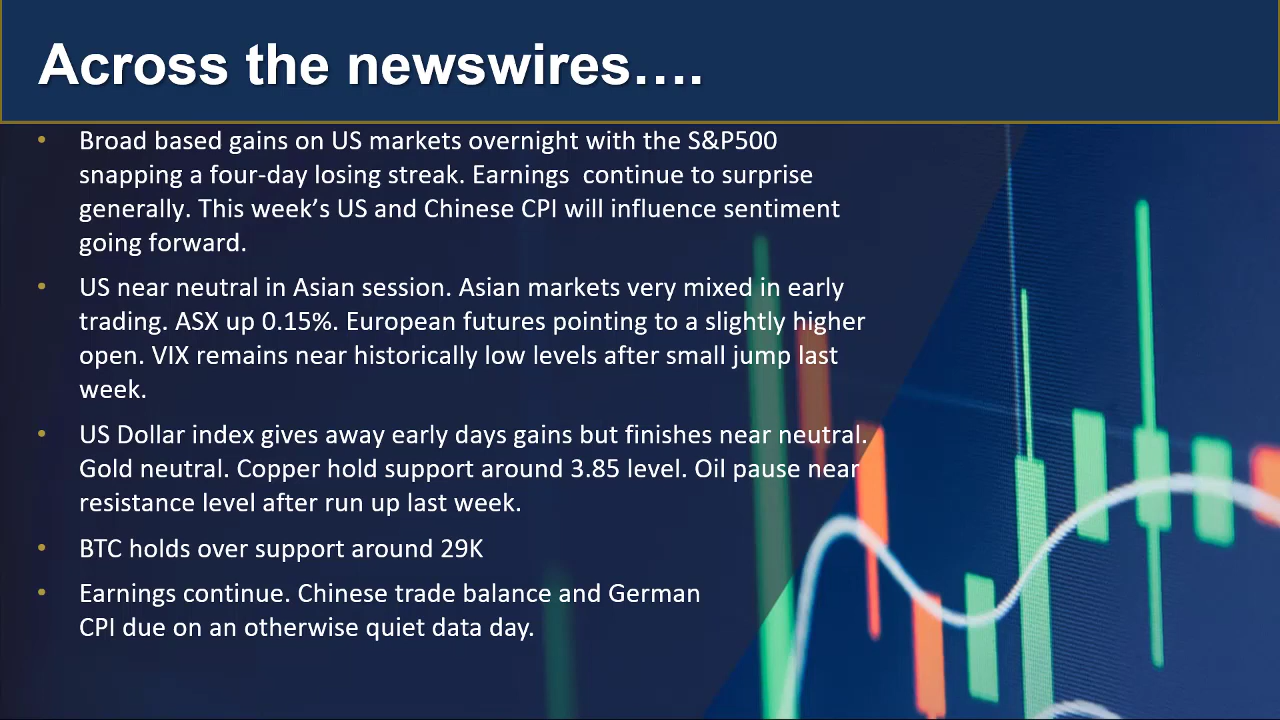 Across the newswires….
• Broad based gains on US markets overnight with the S&P500
snapping a four-day losing streak. Earnings  continue to surprise
generally. This week’s US and Chinese CPI will influence sentiment
going forward.
• US near neutral in Asian session. Asian markets very mixed in early
trading. ASX up 0.15%. European futures pointing to a slightly higher
open. VIX remains near historically low levels after small jump last
week.
• US Dollar index gives away early days gains but finishes near neutral.
Gold neutral. Copper hold support around 3.85 level. Oil pause near
resistance level after run up last week.
• BTC holds over support around 29K
• Earnings continue. Chinese trade balance and German
CPI due on an otherwise quiet data day.